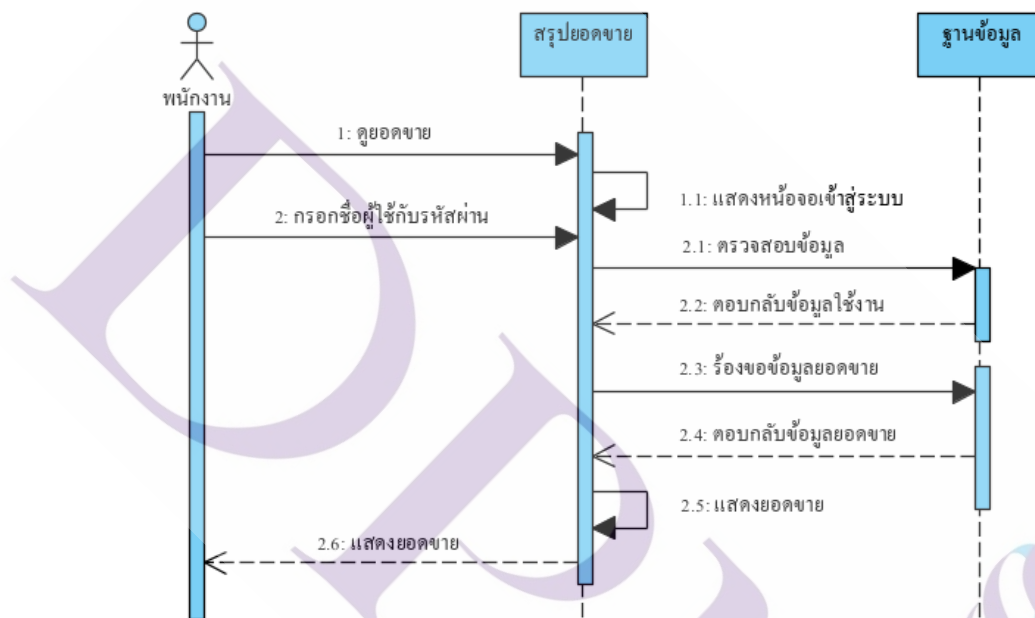 สรุปยอดขาย
ฐานข้อมูล
พนักงาน
1: ดูยอดขาย
1.1: แสดงหน้อจอเข้าสู่ระบบ
2: กรอกชื่อผู้ใช้กับรหัสผ่าน
2.1: ตรวจสอบข้อมูล
2.2: ตอบกลับข้อมูลใช้งาน
2.3: ร้องขอข้อมูลยอดขาย
2.4: ตอบกลับข้อมูลยอดขาย
2.5: แสดงยอดขาย
2.6: แสดงยอดขาย